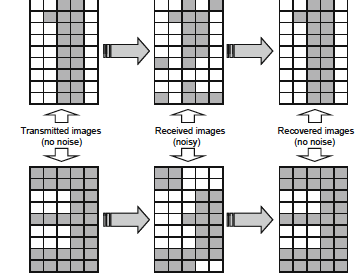 Transmitted images
(no noise)
Received images
(noisy)
Recovered images
(no noise)